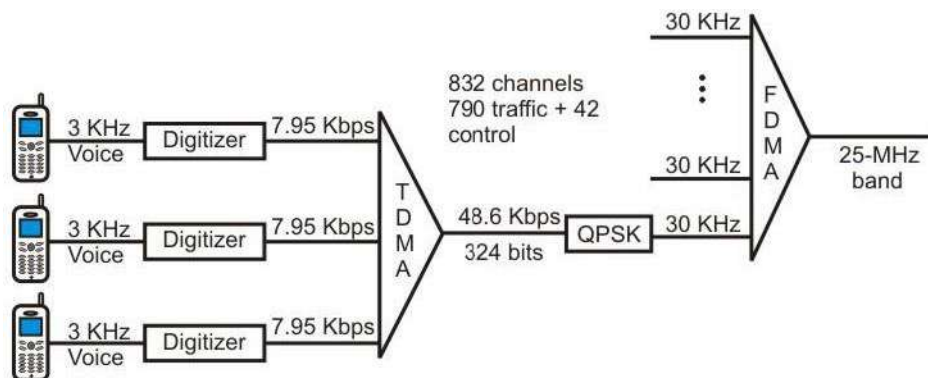 3 KHz
Voice
Digitizer
7.95 Kbps
3 KHz
Voice
Digitizer
7.95 Kbps
3 KHz
Voice
Digitizer
7.95 Kbps
T
D
M
A
48.6 Kbps
324 bits
QPSK
832 channels
790 traffic + 42
control
30 KHz
30 KHz
30 KHz
F
D
M
A
25-MHz
band